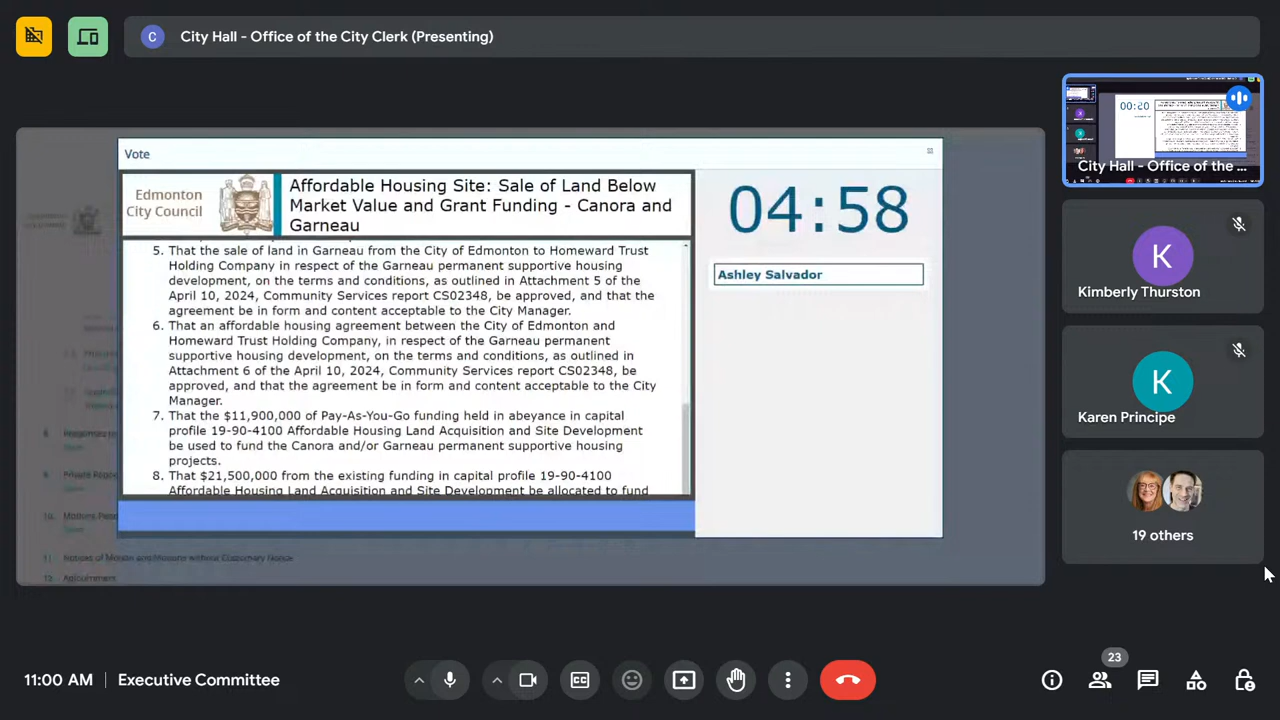 C
City Hall - Office of the City Clerk (Presenting)
Vote
Edmonton
City Council
Affordable Housing Site: Sale of Land Below
Market Value and Grant Funding - Canora and
Garneau
5. That the sale of land in Garneau from the City of Edmonton to Homeward Trust
Holding Company in respect of the Garneau permanent supportive housing
development, on the terms and conditions, as outlined in Attachment 5 of the
April 10, 2024, Community Services report CS02348, be approved, and that the
agreement be in form and content acceptable to the City Manager.
6. That an affordable housing agreement between the City of Edmonton and
Homeward Trust Holding Company, in respect of the Garneau permanent
supportive housing development, on the terms and conditions, as outlined in
Attachment 6 of the April 10, 2024, Community Services report CS02348, be
approved, and that the agreement be in form and content acceptable to the City
Manager.
7. That the $11,900,000 of Pay-As-You-Go funding held in abeyance in capital
profile 19-90-4100 Affordable Housing Land Acquisition and Site Development
be used to fund the Canora and/or Garneau permanent supportive housing
projects.
8. That $21,500,000 from the existing funding in capital profile 19-90-4100
Affordable Housing Land Acquisition and Site Development be allocated to fund
04:58
Ashley Salvador
11. Notices of Motion and Motions without Customary Notice
12. Adjournment
00:20
City Hall - Office of the ...
K
Kimberly Thurston
K
Karen Principe
19 others
11:00 AM
Executive Committee
23